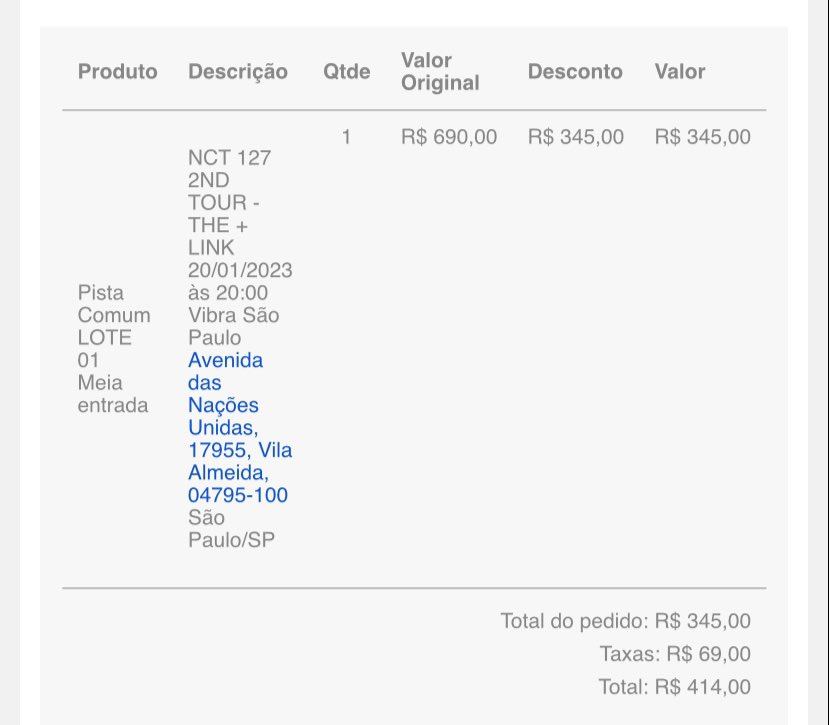 Produto Descrição Qtde Valor Original Desconto Valor
Pista
Comum
LOTE
01
Meia
entrada
NCT 127
2ND
TOUR -
THE +
LINK
20/01/2023
às 20:00
Vibra São
Paulo
Avenida
das
Nações
Unidas,
17955, Vila
Almeida,
04795-100
São
Paulo/SP
1 R$ 690,00 R$ 345,00 R$ 345,00
Total do pedido: R$ 345,00
Taxas: R$ 69,00
Total: R$ 414,00